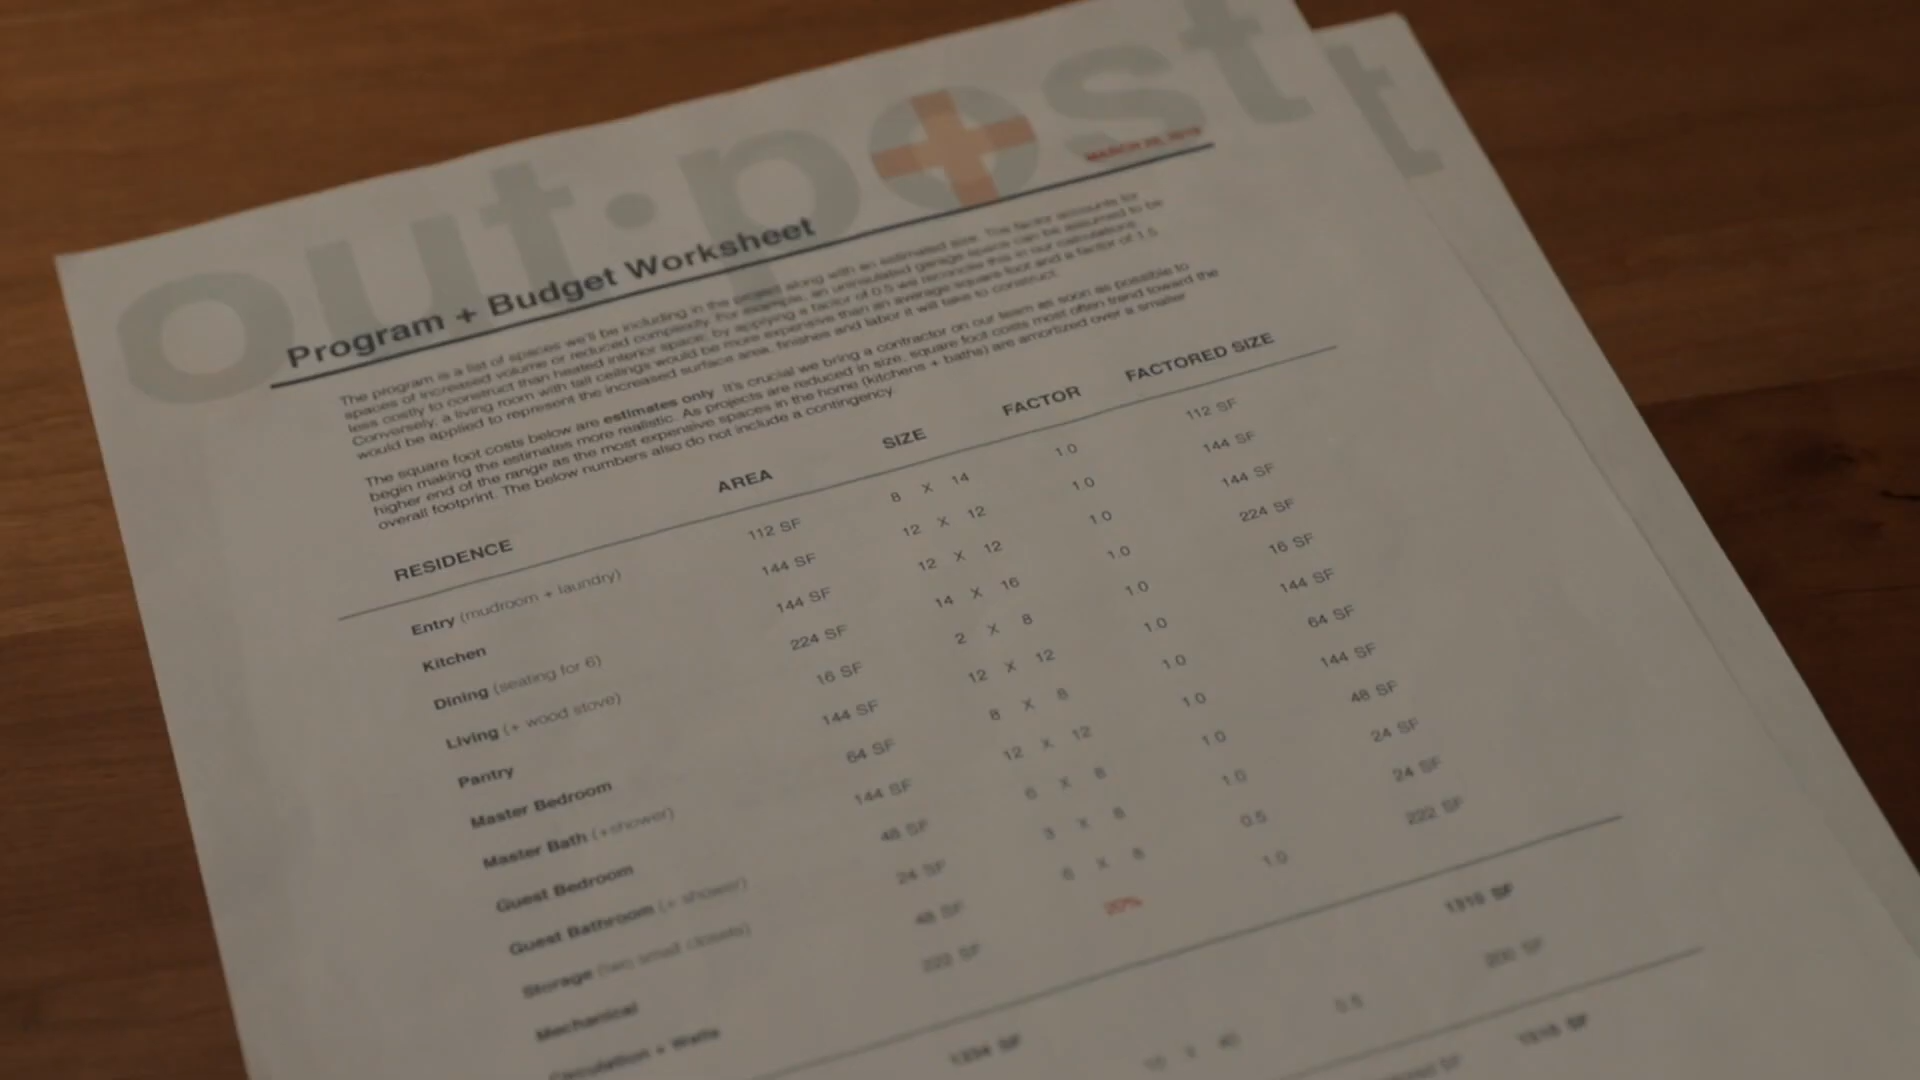 out•post
t
MARCH 20, 2019
Program + Budget Worksheet
The program is a list of spaces we'll be including in the project along with an estimated size. The factor accounts for
spaces of increased volume or reduced complexity. For example, an uninsulated garage space can be assumed to be
less costly to construct than heated interior space; by applying a factor of 0.5 we reconcile this in our calculations.
Conversely, a living room with tall ceilings would be more expensive than an average square foot and a factor of 1.5
would be applied to represent the increased surface area, finishes and labor it will take to construct.
The square foot costs below are estimates only. It's crucial we bring a contractor on our team as soon as possible to
begin making the estimates more realistic. As projects are reduced in size, square foot costs most often trend toward the
higher end of the range as the most expensive spaces in the home (kitchens + baths) are amortized over a smaller
overall footprint. The below numbers also do not include a contingency.
RESIDENCE AREA SIZE FACTOR FACTORED SIZE
Entry (mudroom + laundry) 112 SF 8 X 14 1.0 112 SF
Kitchen 144 SF 12 X 12 1.0 144 SF
Dining (seating for 6) 144 SF 12 X 12 1.0 144 SF
Living (+ wood stove) 224 SF 14 X 16 1.0 224 SF
Pantry 16 SF 2 X 8 1.0 16 SF
Master Bedroom 144 SF 12 X 12 1.0 144 SF
Master Bath (+shower) 64 SF 8 X 8 1.0 64 SF
Guest Bedroom 144 SF 12 X 12 1.0 144 SF
Guest Bathroom (+ shower) 48 SF 6 X 8 1.0 48 SF
Storage (two small closets) 24 SF 3 X 8 1.0 24 SF
Mechanical 48 SF 6 X 8 0.5 24 SF
Circulation + Walls 222 SF 20% 1.0 222 SF
1334 SF 1310 SF
0.5 200 SF
SF